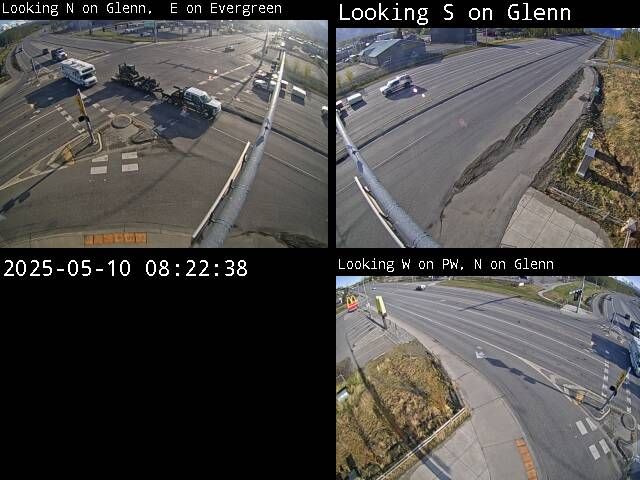 Looking N on Glenn,  E on Evergreen
Looking S on Glenn
2025-05-10 08:22:38
Looking W on PW, N on Glenn